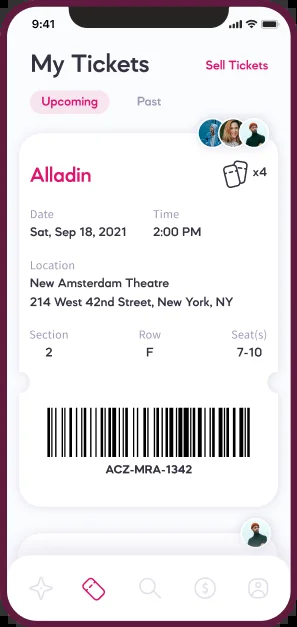 9:41
My Tickets
Sell Tickets
Upcoming
Past
Alladin
x4
Date
Time
Sat, Sep 18, 2021
2:00 PM
Location
New Amsterdam Theatre
214 West 42nd Street, New York, NY
Section
Row
Seat(s)
2
F
7-10
ACZ-MRA-1342
$